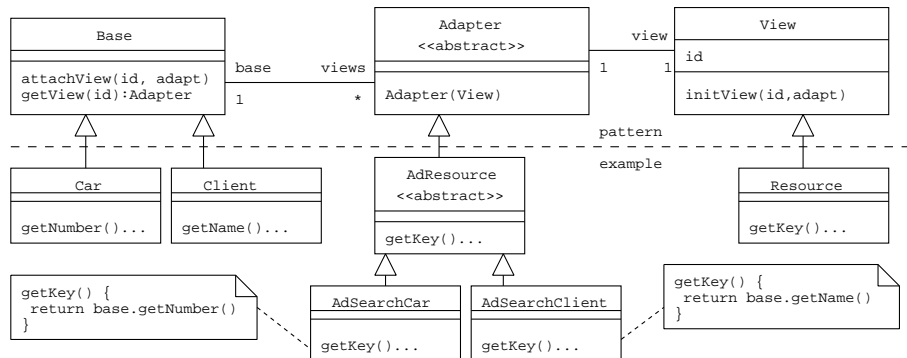 Base
attachView(id, adapt)
getView(id):Adapter
base
views
1
*
Adapter
<<abstract>>
Adapter(View)
view
1
1
View
id
initView(id,adapt)
pattern
example
Car
getNumber()...
Client
getName()...
AdResource
<<abstract>>
getKey()...
Resource
getKey()...
getKey() {
return base.getNumber()
}
AdSearchCar
getKey()...
AdSearchClient
getKey()...
getKey() {
return base.getName()
}